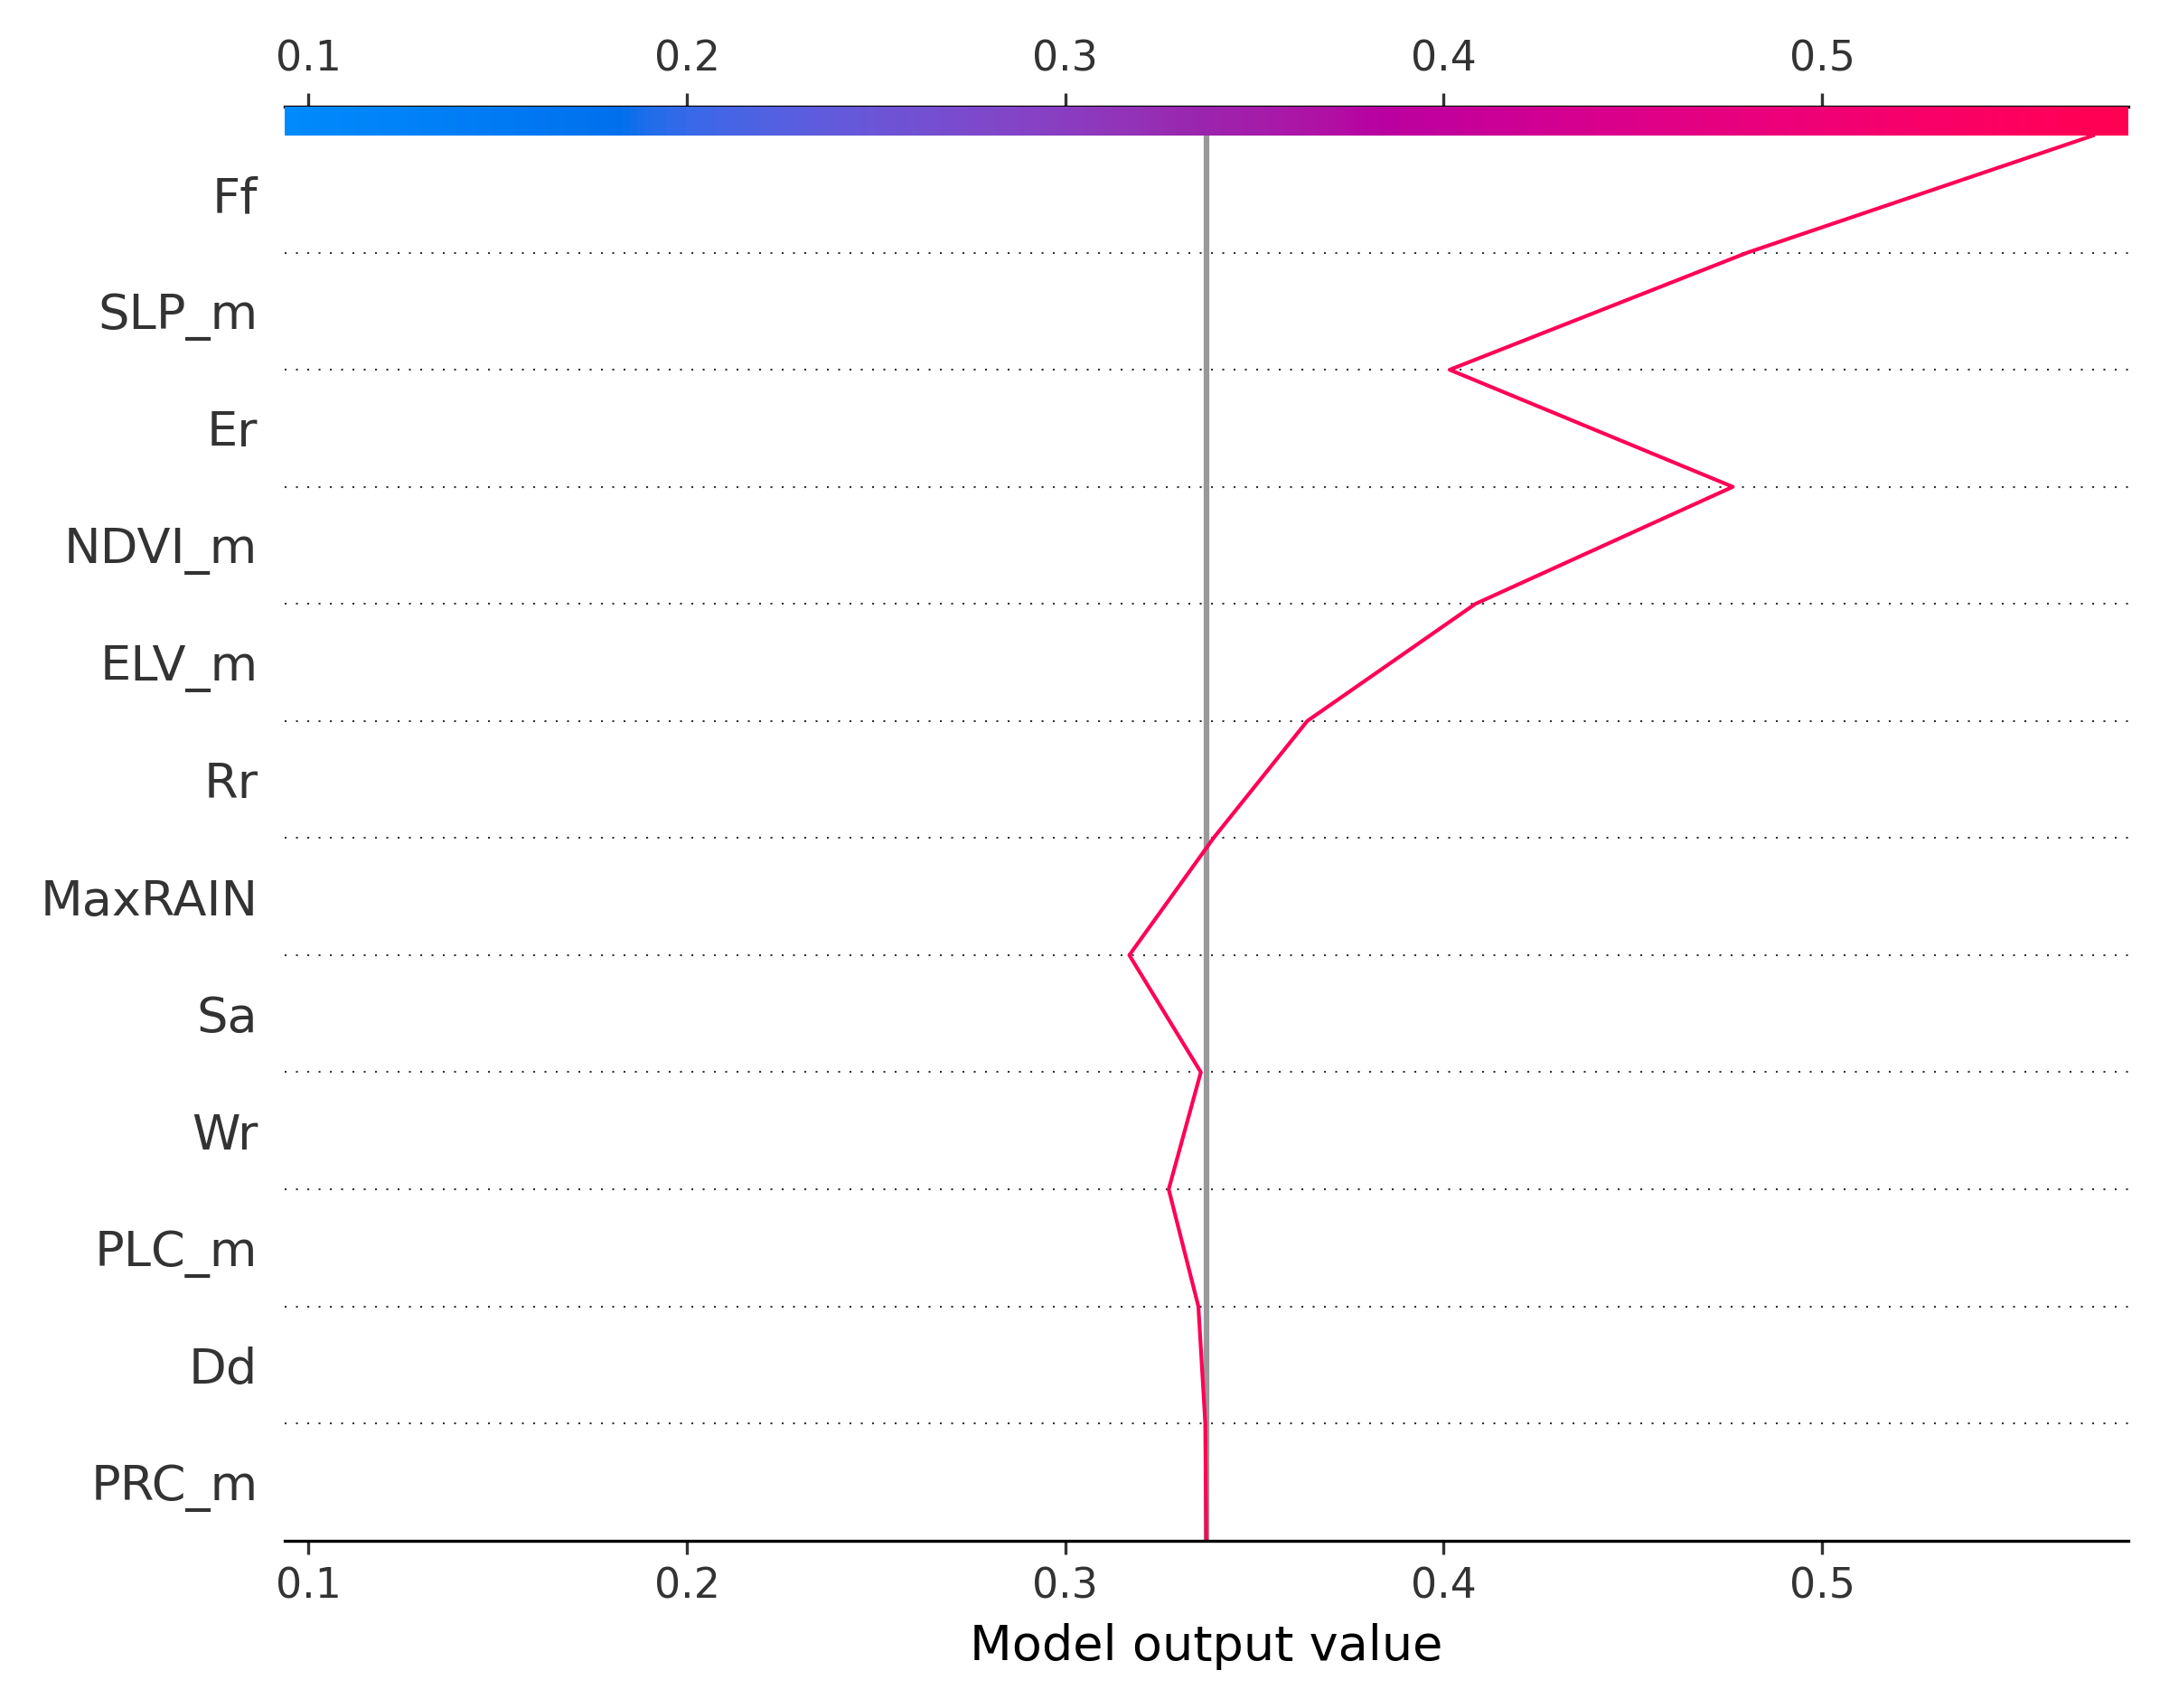 0.1 0.2 0.3 0.4 0.5
Ff
SLP_m
Er
NDVI_m
ELV_m
Rr
MaxRAIN
Sa
Wr
PLC_m
Dd
PRC_m
0.1 0.2 0.3 0.4 0.5
Model output value